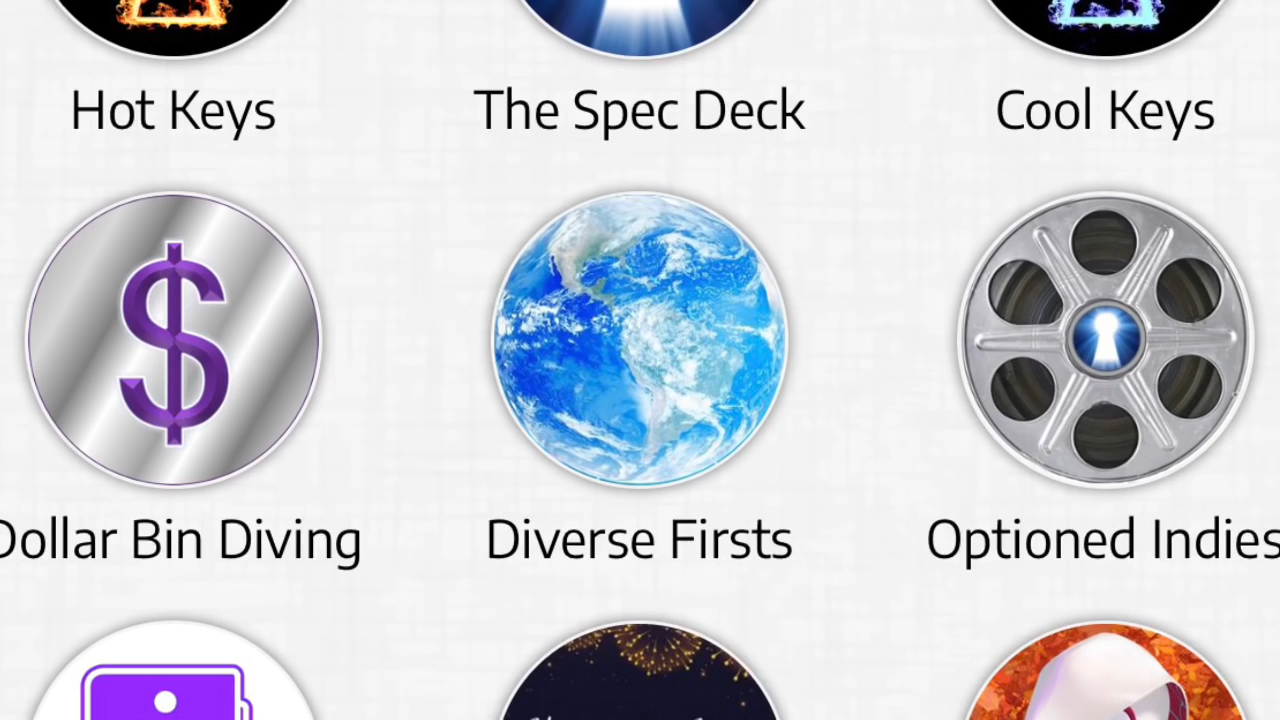 Hot Keys
The Spec Deck
Cool Keys
Dollar Bin Diving
Diverse Firsts
Optioned Indies